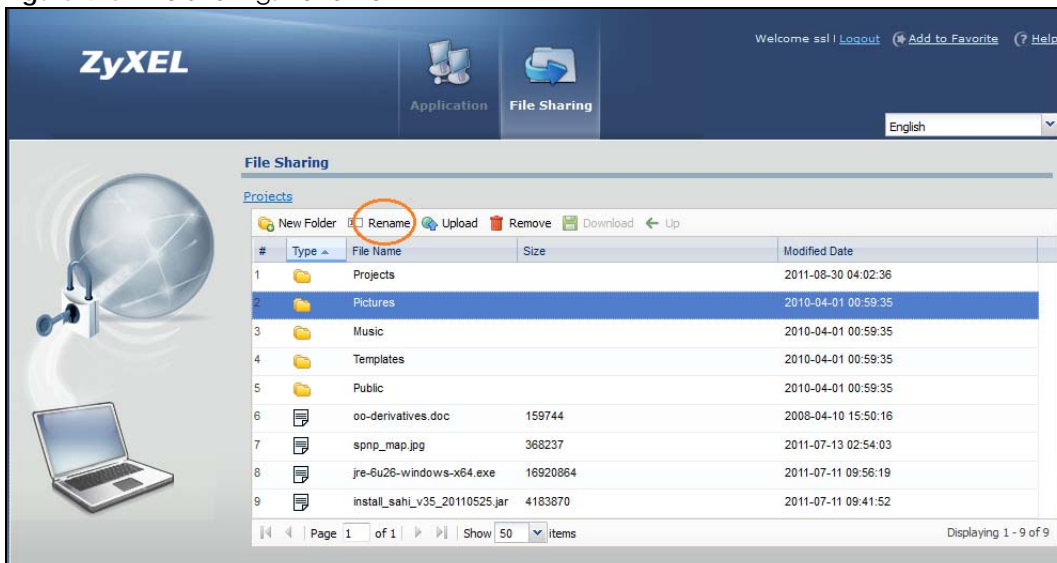 ZyXEL
Welcome ssl | Logout Add to Favorite ? Help
Application File Sharing
English
File Sharing
Projects
New Folder Rename Upload Remove Download Up
# Type File Name Size Modified Date
1 Projects 2011-08-30 04:02:36
2 Pictures 2010-04-01 00:59:35
3 Music 2010-04-01 00:59:35
4 Templates 2010-04-01 00:59:35
5 Public 2010-04-01 00:59:35
6 oo-derivatives.doc 159744 2008-04-10 15:50:16
7 spnp_map.jpg 368237 2011-07-13 02:54:03
8 jre-6u26-windows-x64.exe 16920864 2011-07-11 09:56:19
9 install_sahi_v35_20110525.jar 4183870 2011-07-11 09:41:52
Page 1 of 1 Show 50 items Displaying 1 - 9 of 9